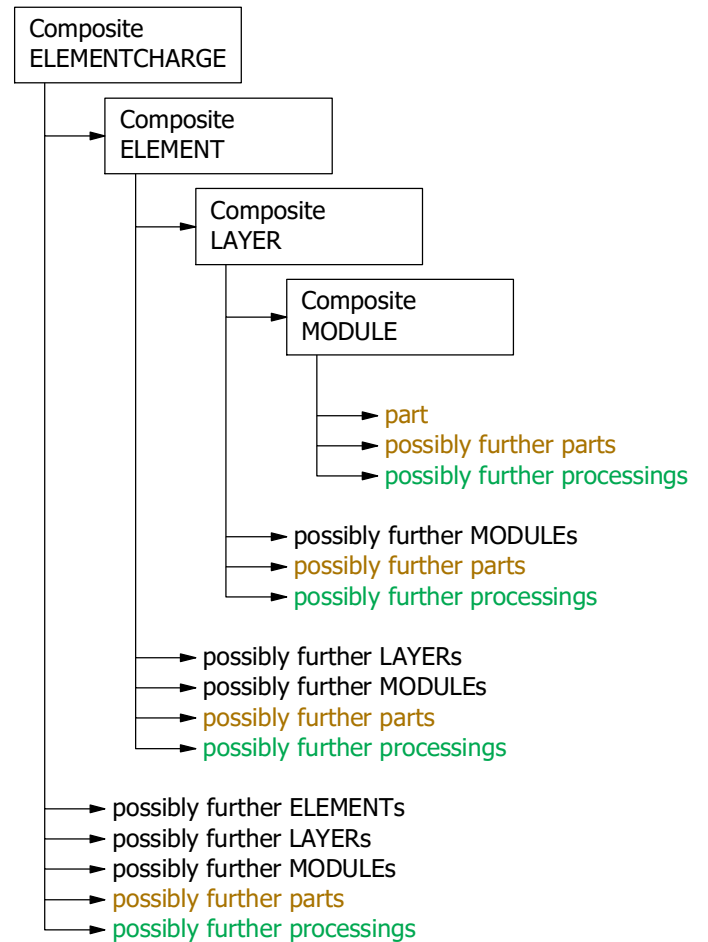 Composite
ELEMENTCHARGE
Composite
ELEMENT
Composite
LAYER
Composite
MODULE
part
possibly further parts
possibly further processings
possibly further MODULEs
possibly further parts
possibly further processings
possibly further LAYERs
possibly further MODULEs
possibly further parts
possibly further processings
possibly further ELEMENTs
possibly further LAYERs
possibly further MODULEs
possibly further parts
possibly further processings